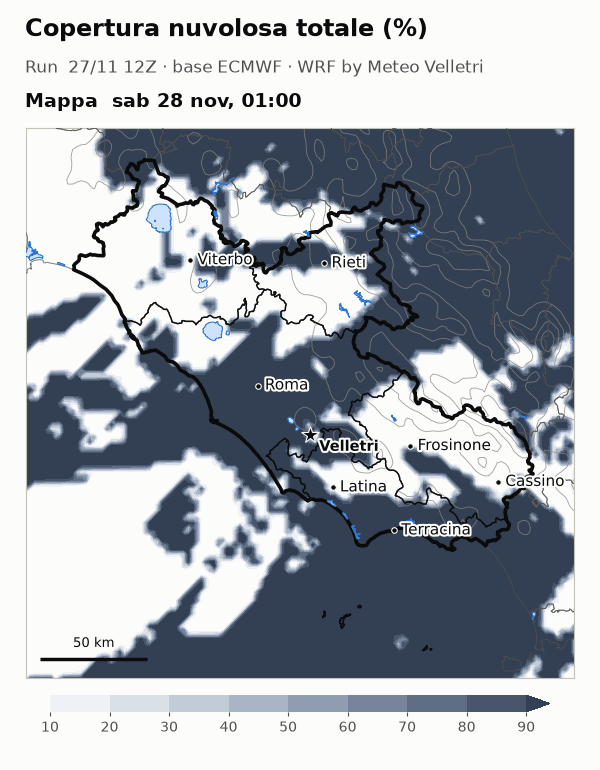 Copertura nuvolosa totale (%)
Run  27/11 12Z · base ECMWF · WRF by Meteo Velletri
Mappa  sab 28 nov, 01:00
Viterbo
Rieti
Roma
Velletri
Frosinone
Cassino
Latina
Terracina
50 km
10 20 30 40 50 60 70 80 90